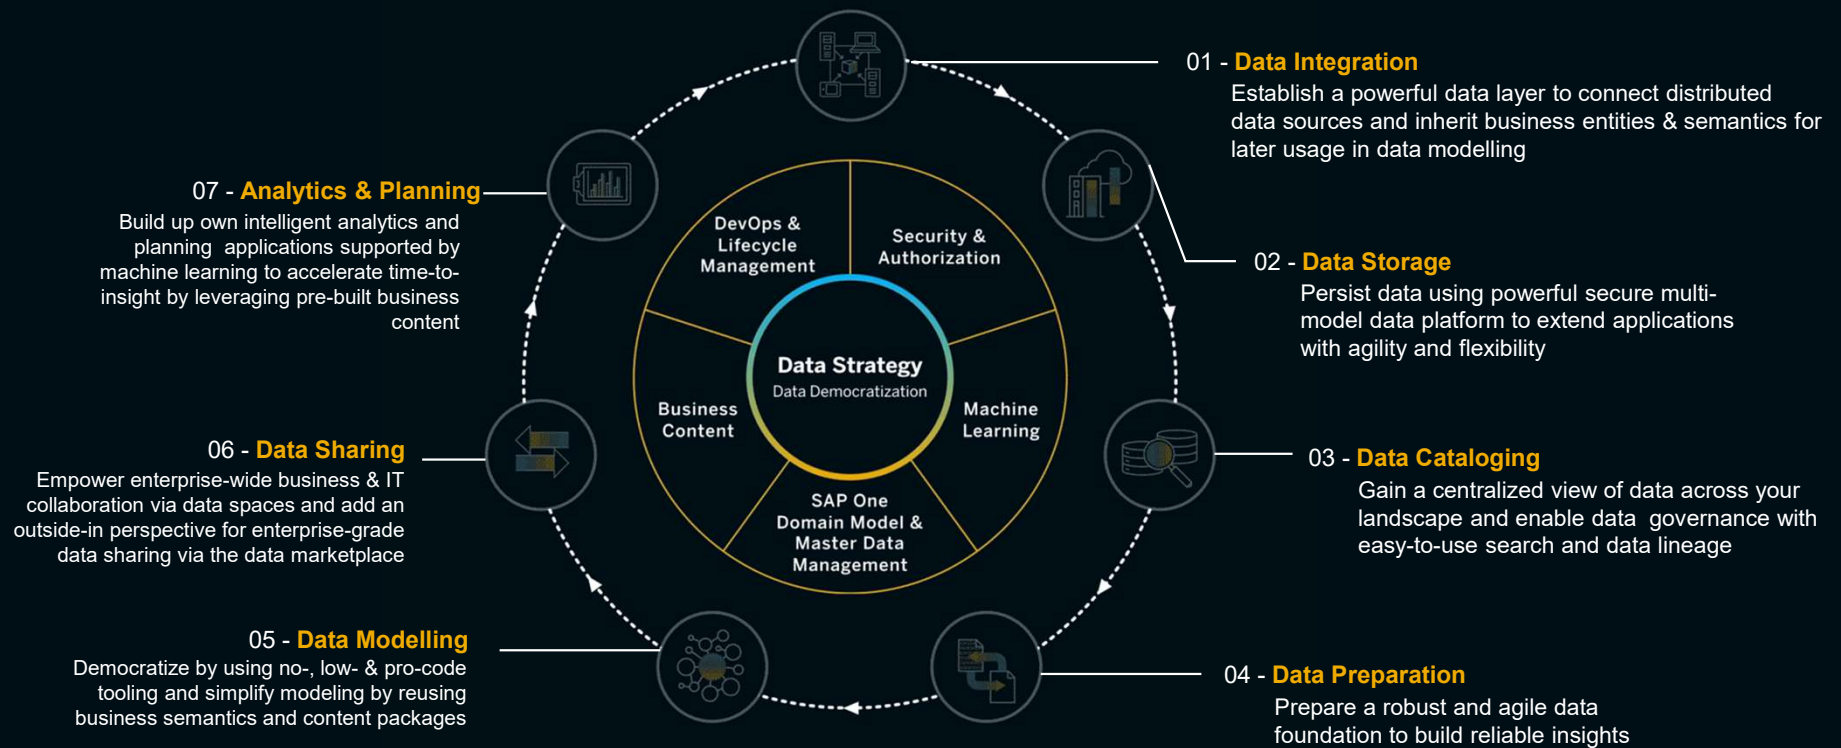 01 - Data Integration
Establish a powerful data layer to connect distributed
data sources and inherit business entities & semantics for
later usage in data modelling
02 - Data Storage
Persist data using powerful secure multi-
model data platform to extend applications
with agility and flexibility
03 - Data Cataloging
Gain a centralized view of data across your
landscape and enable data  governance with
easy-to-use search and data lineage
04 - Data Preparation
Prepare a robust and agile data
foundation to build reliable insights
05 - Data Modelling
Democratize by using no-, low- & pro-code
tooling and simplify modeling by reusing
business semantics and content packages
06 - Data Sharing
Empower enterprise-wide business & IT
collaboration via data spaces and add an
outside-in perspective for enterprise-grade
data sharing via the data marketplace
07 - Analytics & Planning
Build up own intelligent analytics and
planning  applications supported by
machine learning to accelerate time-to-
insight by leveraging pre-built business
content
DevOps &
Lifecycle
Management
Security &
Authorization
Machine
Learning
SAP One
Domain Model &
Master Data
Management
Business
Content
Data Strategy
Data Democratization